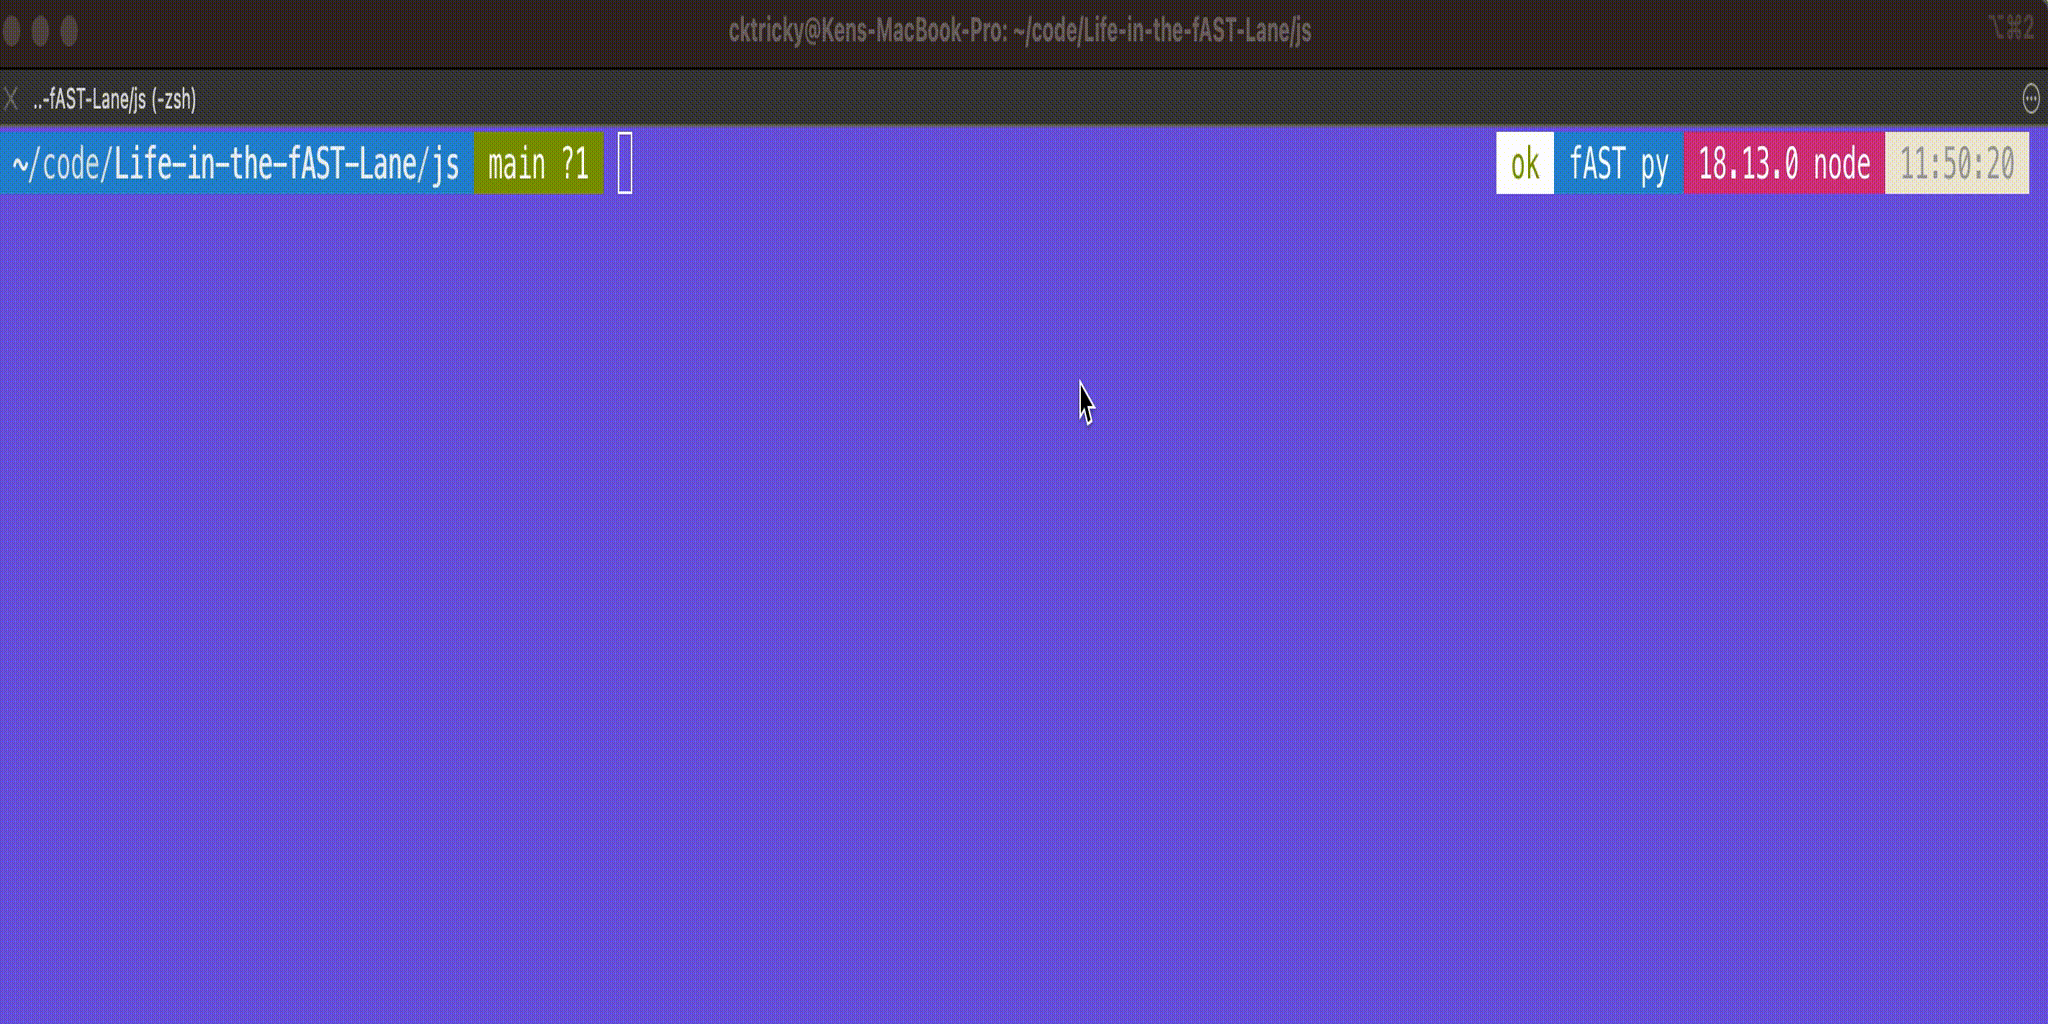 cktricky@Kens-MacBook-Pro: ~/code/Life-in-the-fAST-Lane/js ⌥⌘2
..-fAST-Lane/js (-zsh)
~/code/Life-in-the-fAST-Lane/js main ?1 ok fAST py 18.13.0 node 11:50:20